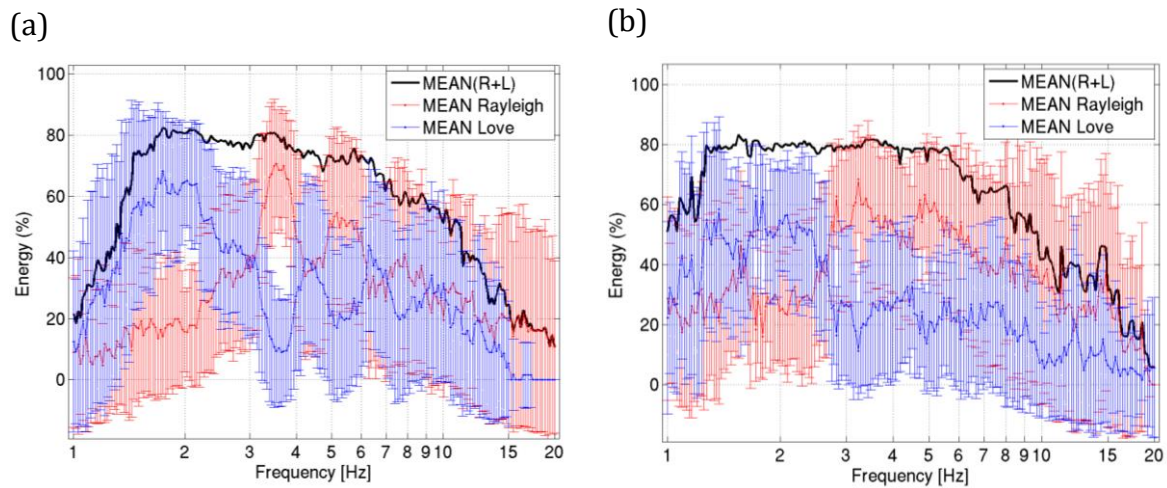 (a)
MEAN(R+L)
MEAN Rayleigh
MEAN Love
Energy (%)
100
80
60
40
20
0
1 2 3 4 5 6 7 8 9 10 15 20
Frequency [Hz]
(b)
MEAN(R+L)
MEAN Rayleigh
MEAN Love
Energy (%)
100
80
60
40
20
0
1 2 3 4 5 6 7 8 9 10 15 20
Frequency [Hz]